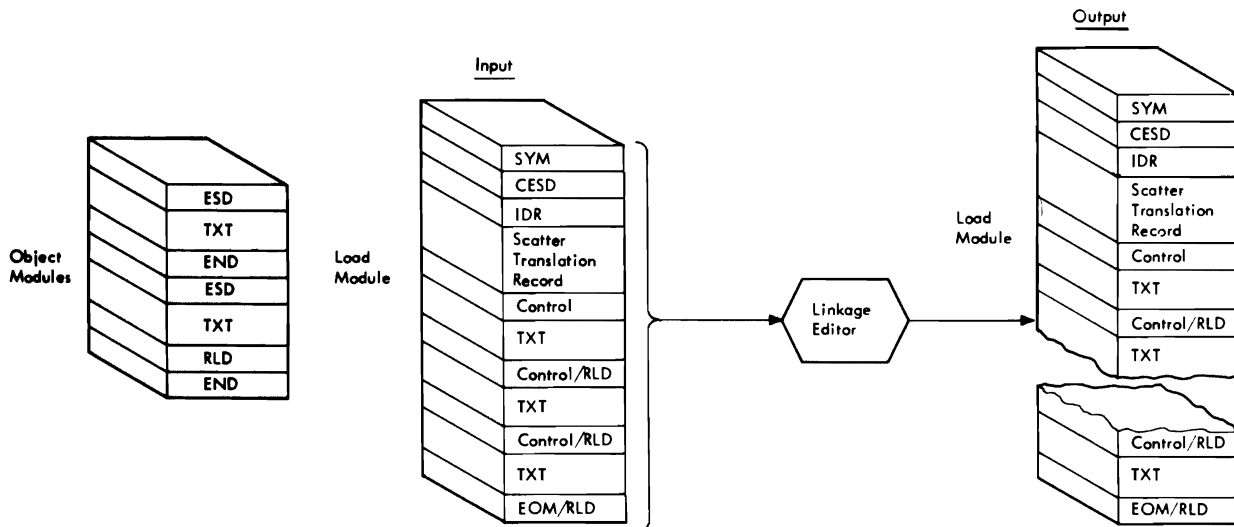 Object
Modules
ESD
TXT
END
ESD
TXT
RLD
END
Input
Load
Module
SYM
CESD
IDR
Scatter
Translation
Record
Control
TXT
Control/RLD
TXT
Control/RLD
TXT
EOM/RLD
Linkage
Editor
Output
Load
Module
SYM
CESD
IDR
Scatter
Translation
Record
Control
TXT
Control/RLD
TXT
Control/RLD
TXT
EOM/RLD